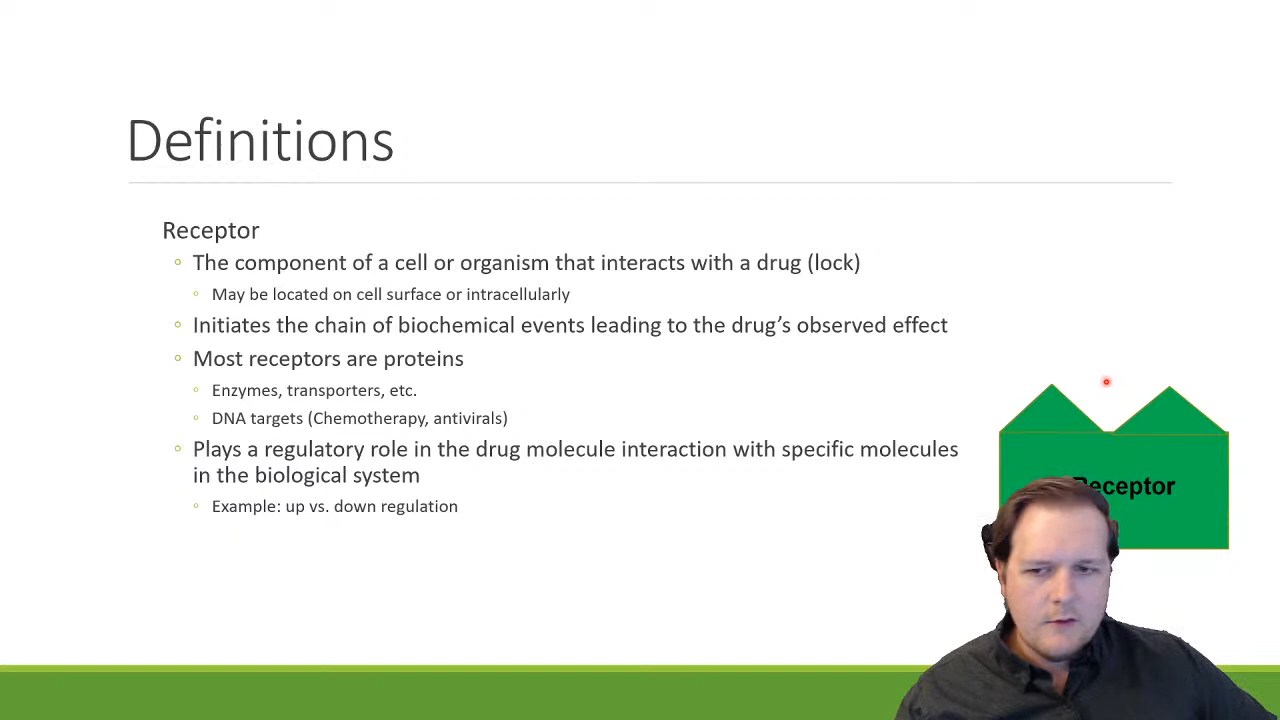 Definitions
Receptor
The component of a cell or organism that interacts with a drug (lock)
May be located on cell surface or intracellularly
Initiates the chain of biochemical events leading to the drug’s observed effect
Most receptors are proteins
Enzymes, transporters, etc.
DNA targets (Chemotherapy, antivirals)
Plays a regulatory role in the drug molecule interaction with specific molecules
in the biological system
Example: up vs. down regulation
Receptor